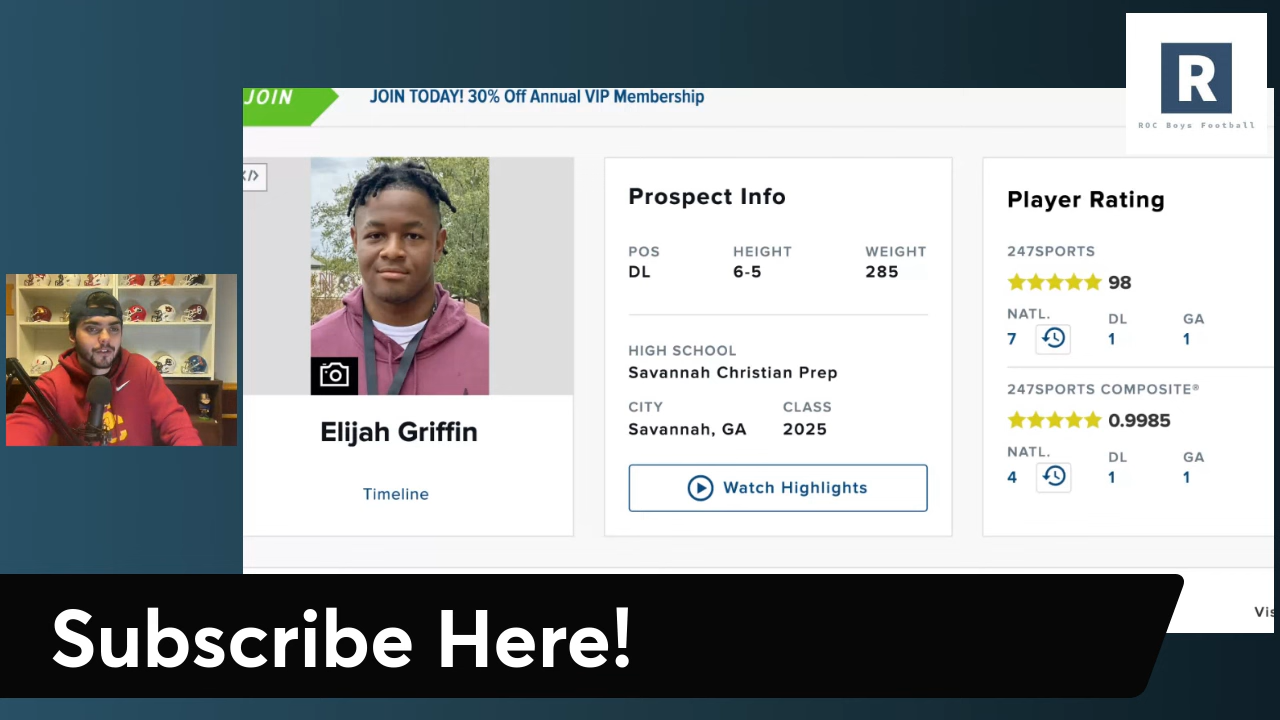 JOIN
JOIN TODAY! 30% Off Annual VIP Membership
R
ROC Boys Football
</>
Elijah Griffin
Timeline
Prospect Info
POS HEIGHT WEIGHT
DL 6-5 285
HIGH SCHOOL
Savannah Christian Prep
CITY CLASS
Savannah, GA 2025
Watch Highlights
Player Rating
247SPORTS
98
NATL. DL GA
7 1 1
247SPORTS COMPOSITE®
0.9985
NATL. DL GA
4 1 1
Subscribe Here!